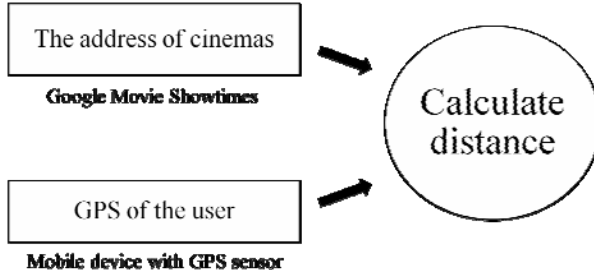 The address of cinemas
Google Movie Showtimes
Calculate
distance
GPS of the user
Mobile device with GPS sensor